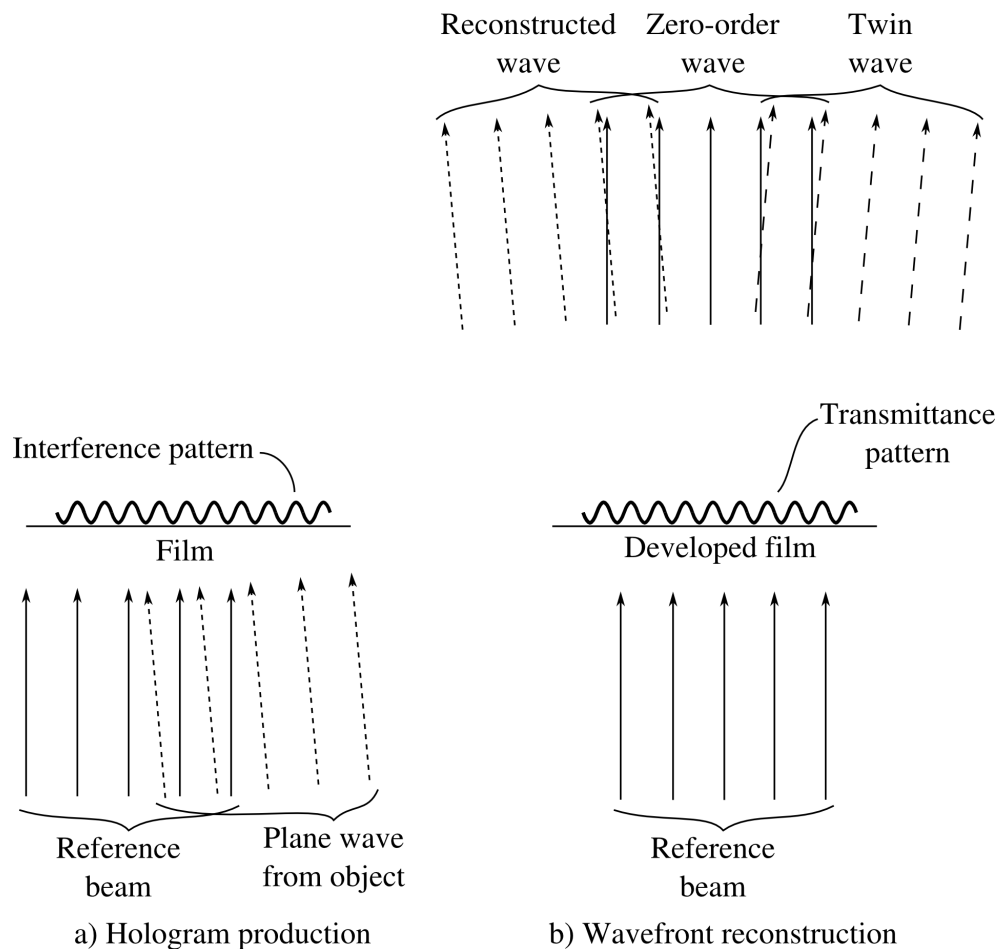 Reconstructed
wave
Zero-order
wave
Twin
wave
Interference pattern
Film
Reference
beam
Plane wave
from object
a) Hologram production
Transmittance
pattern
Developed film
Reference
beam
b) Wavefront reconstruction